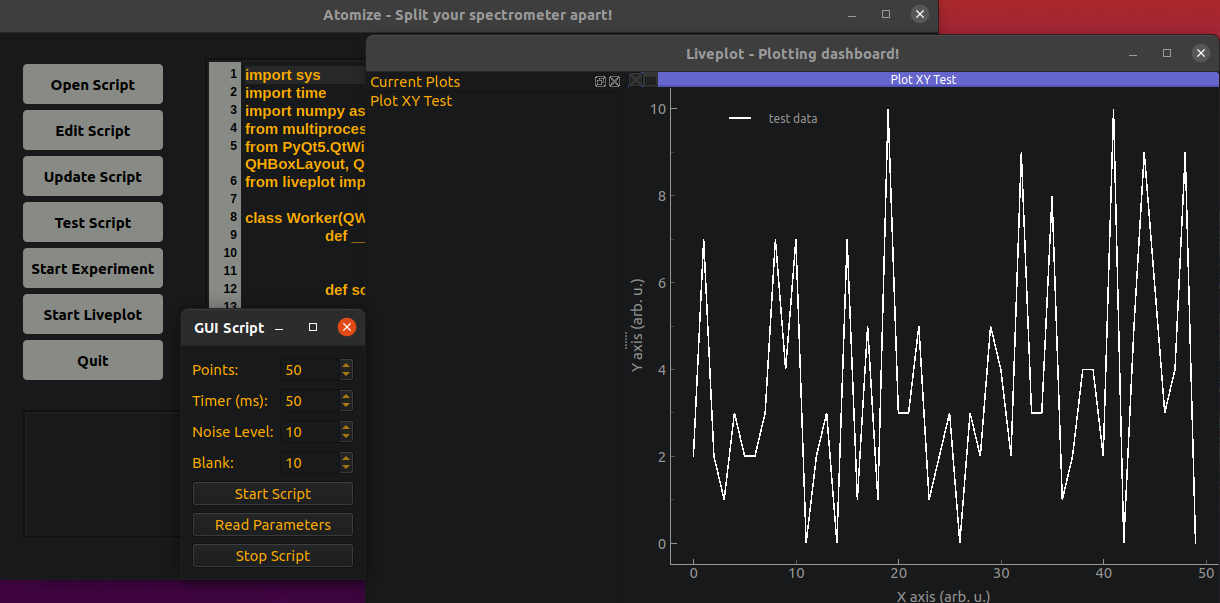 Atomize - Split your spectrometer apart!
Open Script
Edit Script
Update Script
Test Script
Start Experiment
Start Liveplot
Quit
1 import sys
2 import time
3 import numpy as
4 from multiproces
5 from PyQt5.QtWi
QHBoxLayout, Q
6 from liveplot imp
7
8 class Worker(QW
9 def __
10
11
12 def sc
13
GUI Script
Points: 50
Timer (ms): 50
Noise Level: 10
Blank: 10
Start Script
Read Parameters
Stop Script
Liveplot - Plotting dashboard!
Current Plots
Plot XY Test
Plot XY Test
test data
Y axis (arb. u.)
10
8
6
4
2
0
0 10 20 30 40 50
X axis (arb. u.)